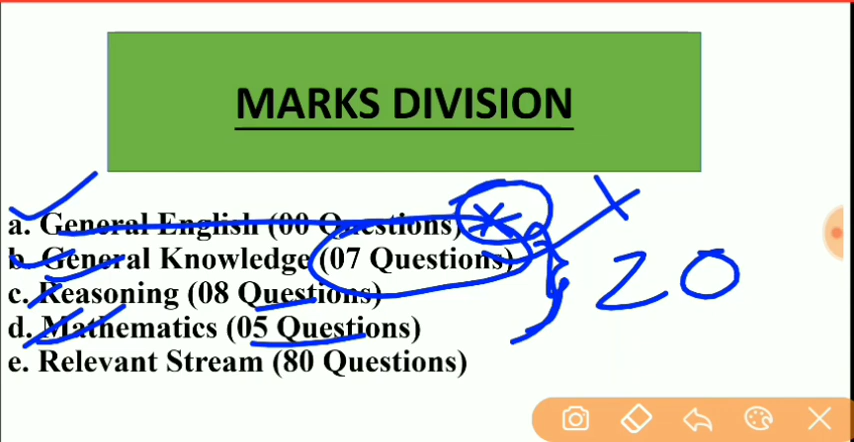 MARKS DIVISION
a. General English (00 Questions)
b. General Knowledge (07 Questions)
c. Reasoning (08 Questions)
d. Mathematics (05 Questions)
20
e. Relevant Stream (80 Questions)